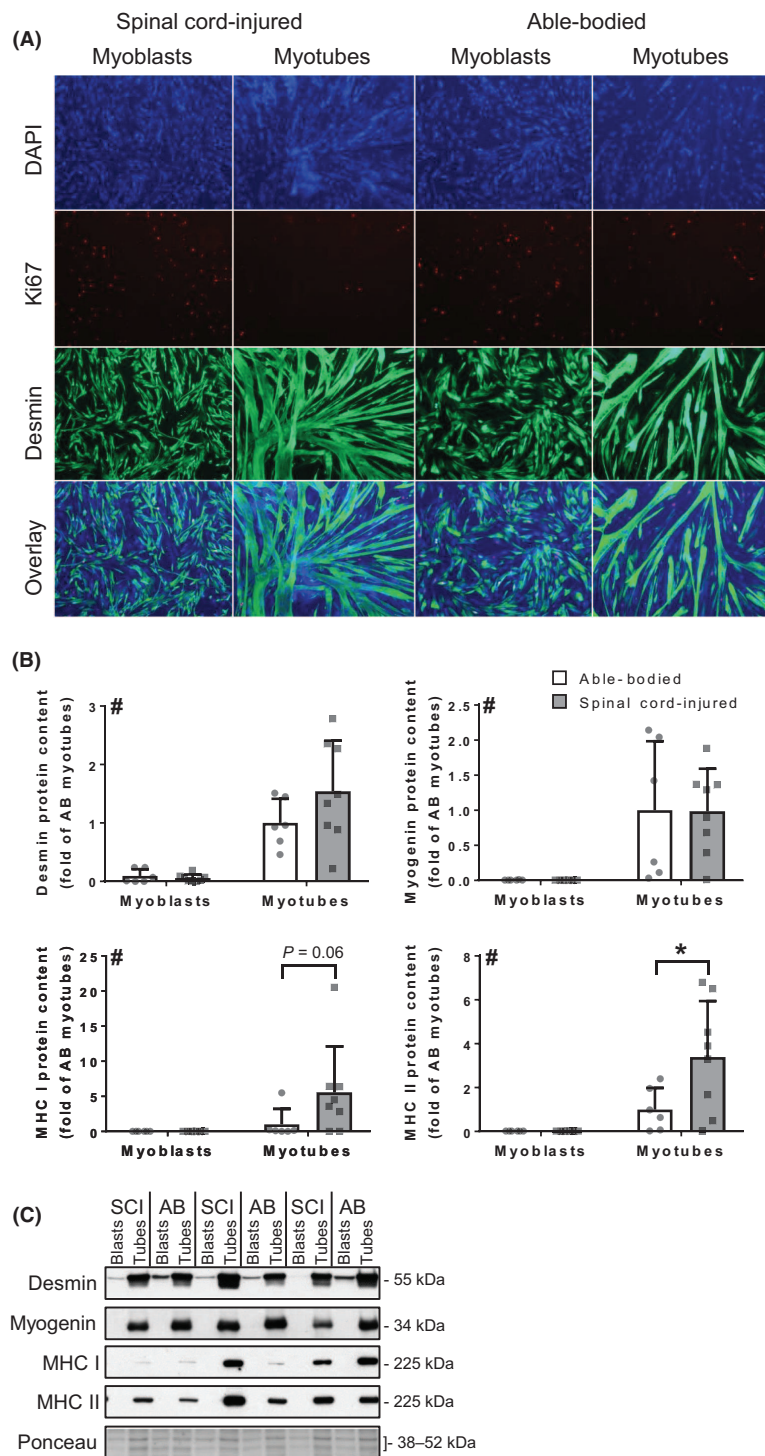 (A)
Spinal cord-injured Able-bodied
Myoblasts Myotubes Myoblasts Myotubes
DAPI
Ki67
Desmin
Overlay
(B)
Able-bodied
Spinal cord-injured
#
Desmin protein content
(fold of AB myotubes)
3
2
1
0
Myoblasts Myotubes
#
Myogenin protein content
(fold of AB myotubes)
2.5
2.0
1.5
1.0
0.5
0.0
Myoblasts Myotubes
#
P = 0.06
MHC I protein content
(fold of AB myotubes)
25
20
15
10
5
0
Myoblasts Myotubes
#
*
MHC II protein content
(fold of AB myotubes)
8
6
4
2
0
Myoblasts Myotubes
(C)
SCI AB SCI AB SCI AB
Blasts Tubes Blasts Tubes Blasts Tubes Blasts Tubes Blasts Tubes Blasts Tubes
Desmin - 55 kDa
Myogenin - 34 kDa
MHC I - 225 kDa
MHC II - 225 kDa
Ponceau ]- 38–52 kDa